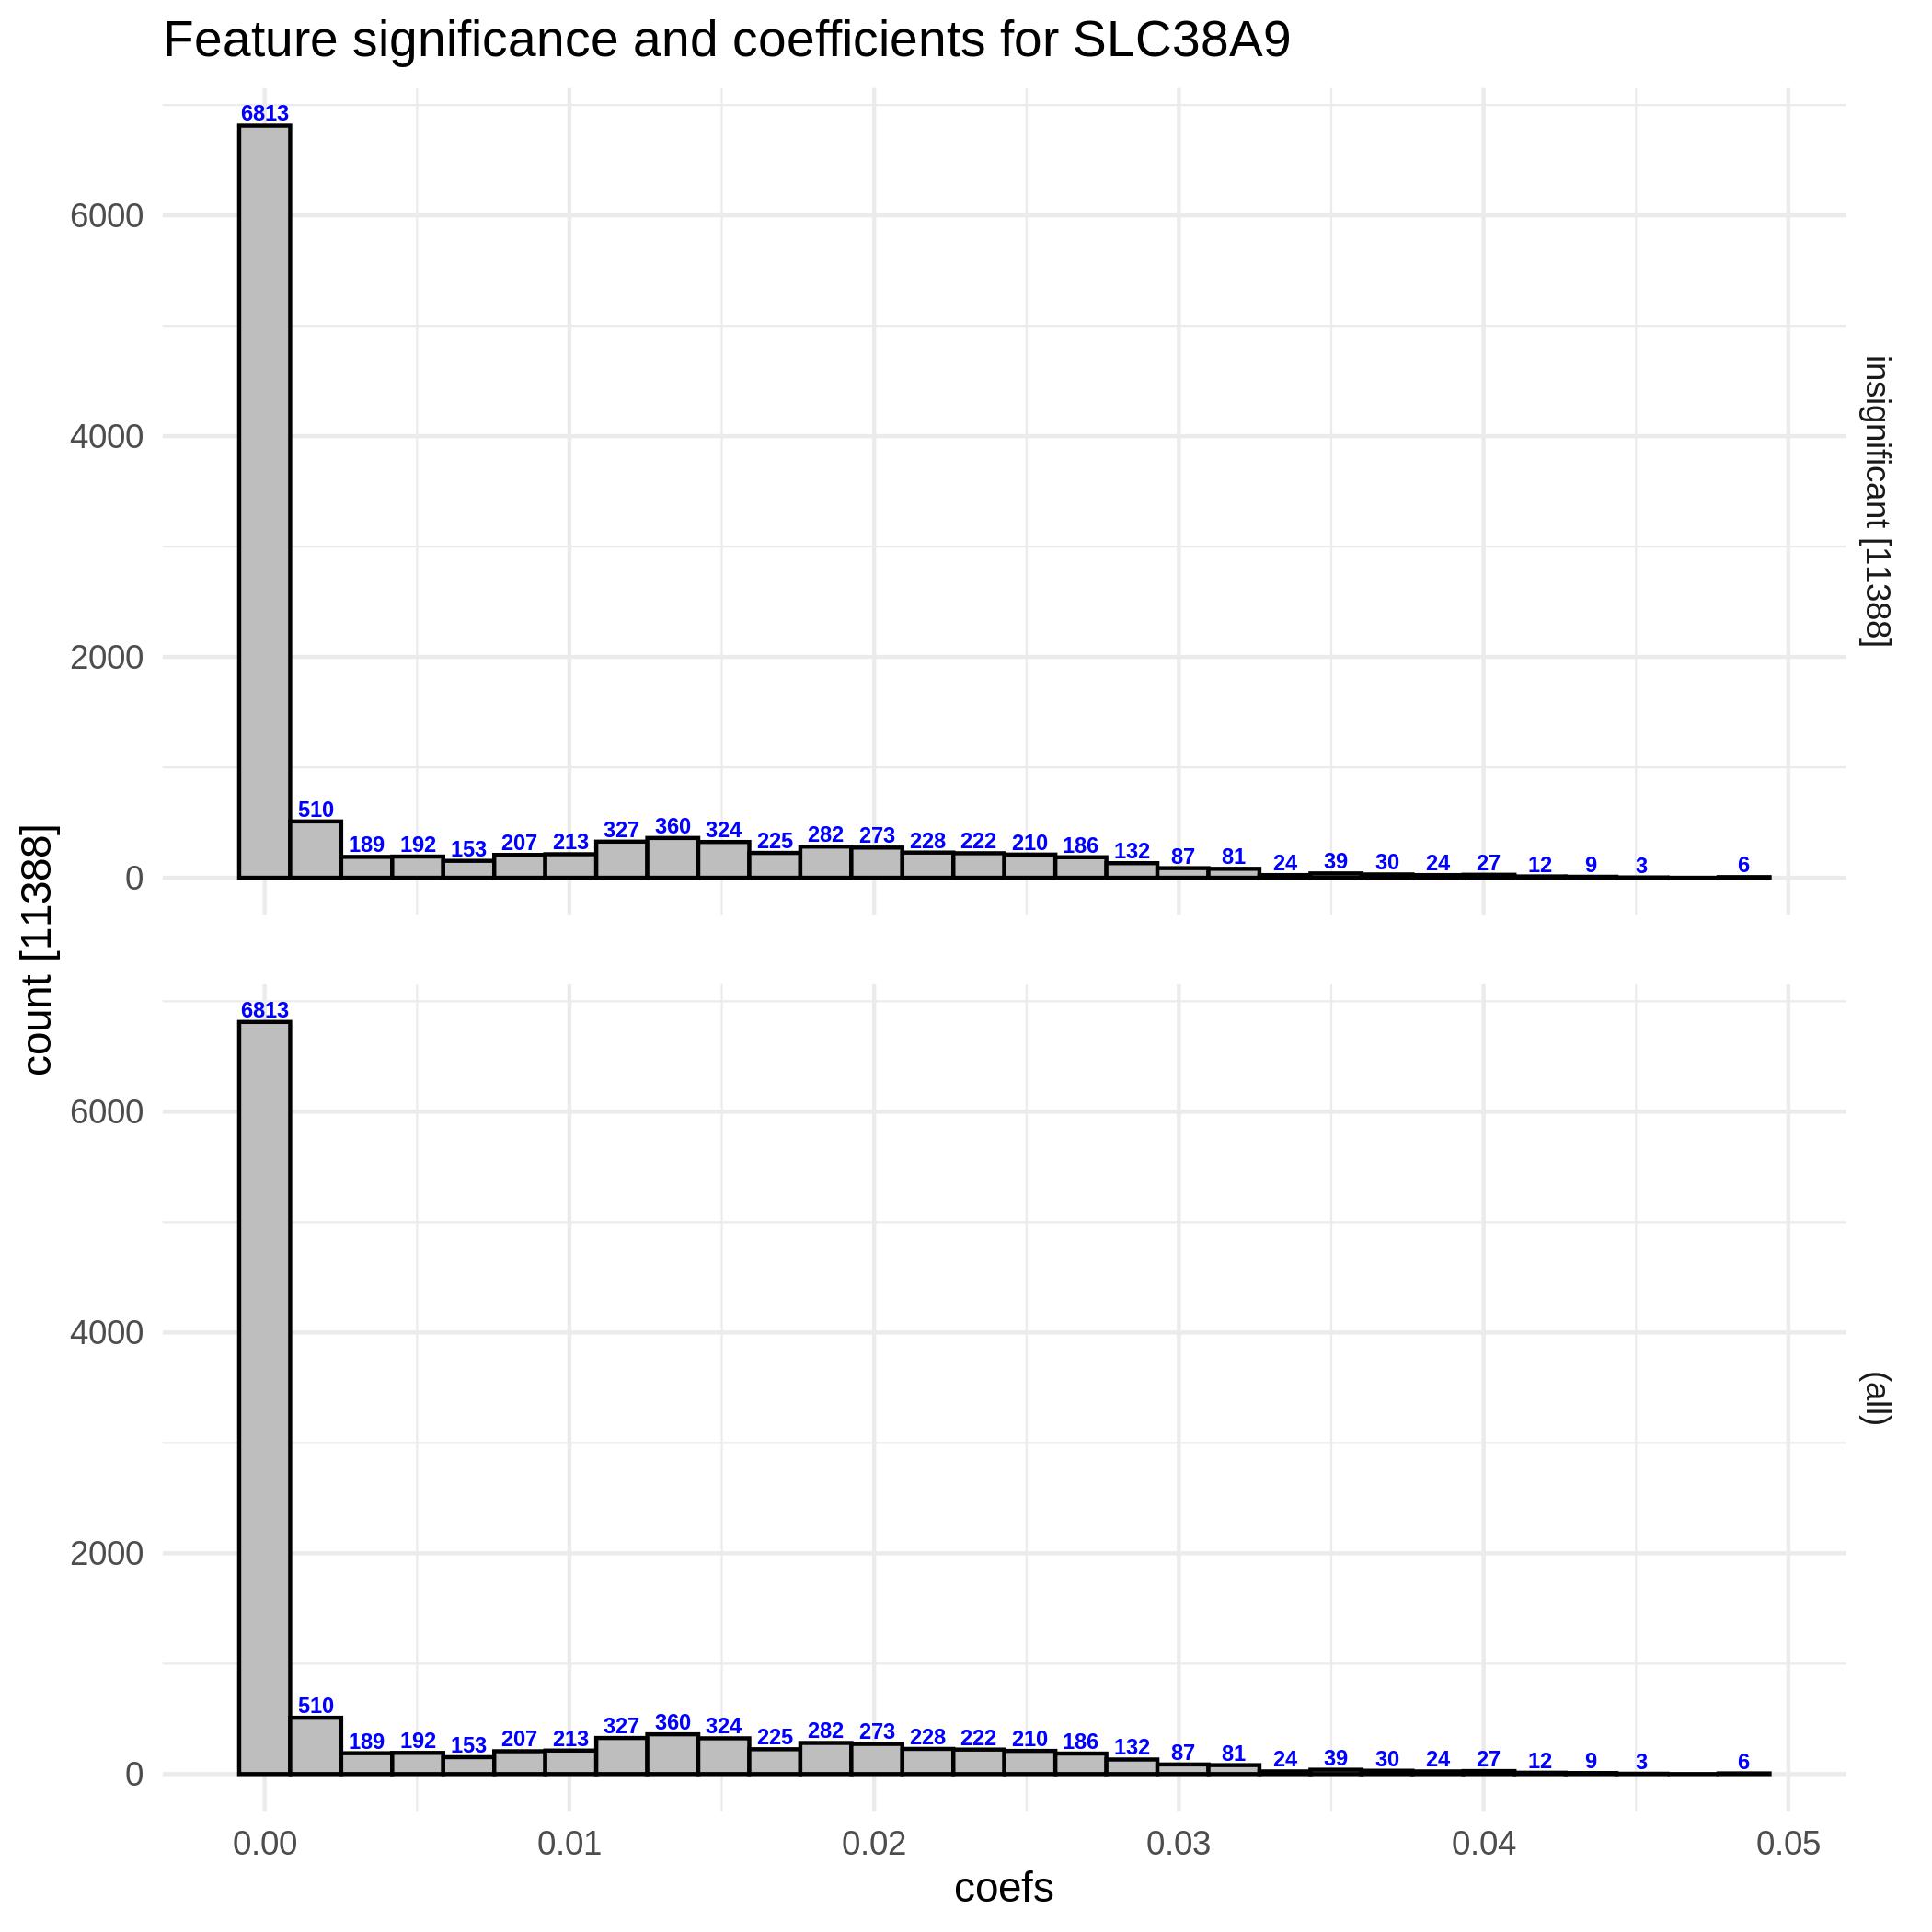 Feature significance and coefficients for SLC38A9
6813
6000
4000
2000
0
510 189 192 153 207 213 327 360 324 225 282 273 228 222 210 186 132 87 81 24 39 30 24 27 12 9 3 6
insignificant [11388]
count [11388]
6813
6000
4000
2000
0
510 189 192 153 207 213 327 360 324 225 282 273 228 222 210 186 132 87 81 24 39 30 24 27 12 9 3 6
(all)
0.00 0.01 0.02 0.03 0.04 0.05
coefs